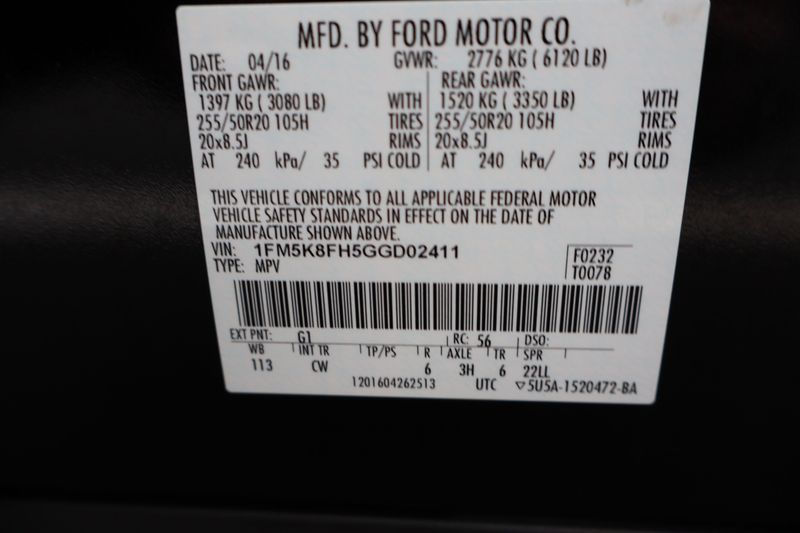 MFD. BY FORD MOTOR CO.
DATE: 04/16 GVWR: 2776 KG ( 6120 LB)
FRONT GAWR: REAR GAWR:
1397 KG ( 3080 LB) WITH 1520 KG ( 3350 LB) WITH
255/50R20 105H TIRES 255/50R20 105H TIRES
20x8.5J RIMS 20x8.5J RIMS
AT 240 kPa/ 35 PSI COLD AT 240 kPa/ 35 PSI COLD
THIS VEHICLE CONFORMS TO ALL APPLICABLE FEDERAL MOTOR
VEHICLE SAFETY STANDARDS IN EFFECT ON THE DATE OF
MANUFACTURE SHOWN ABOVE.
VIN: 1FM5K8FH5GGD02411 F0232
TYPE: MPV T0078
EXT PNT: G1 RC: 56 DSO:
WB INT TR TP/PS R AXLE TR SPR
113 CW 6 3H 6 22LL
1201604262513 UTC ▽5U5A-1520472-BA